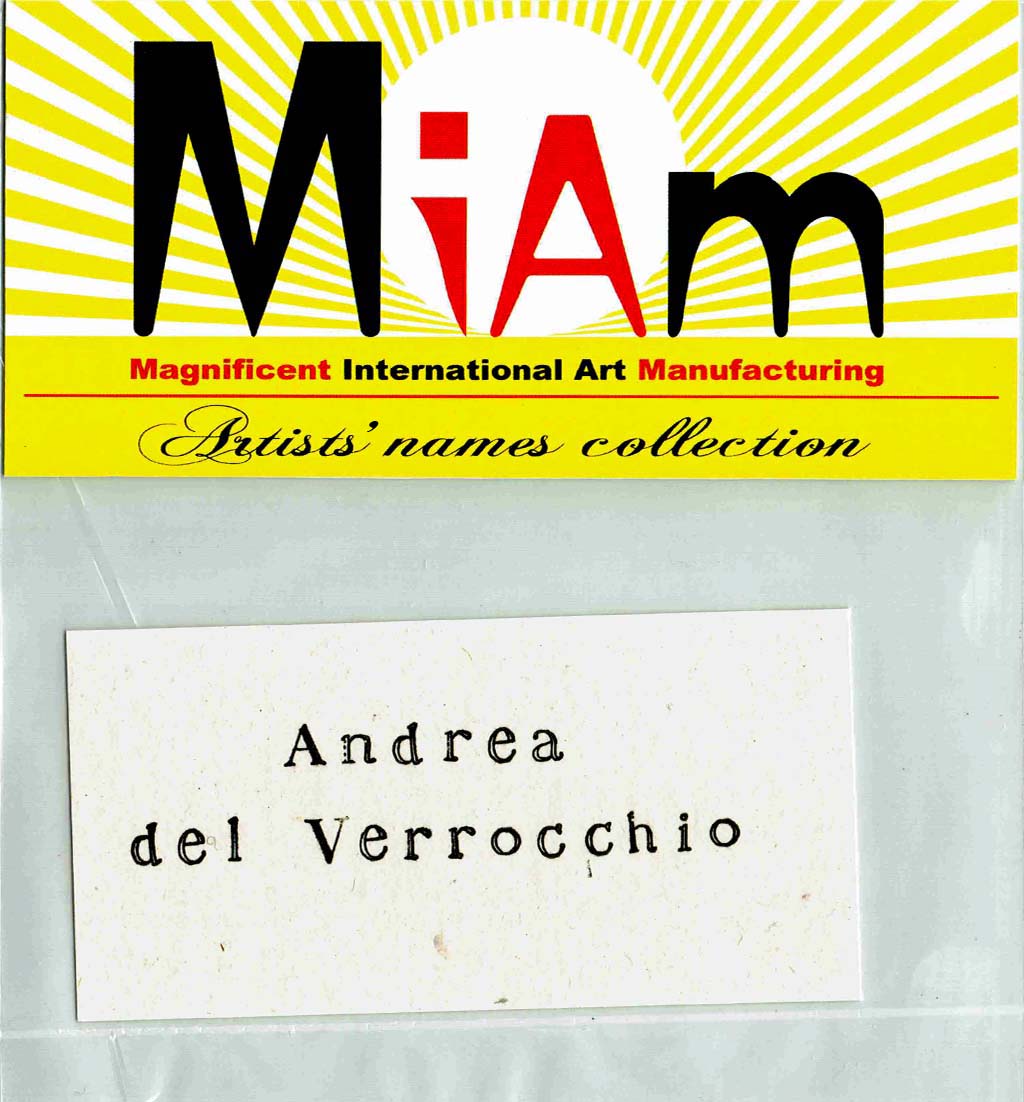 MiAm
Magnificent International Art Manufacturing
Artists' names collection
Andrea
del Verrocchio